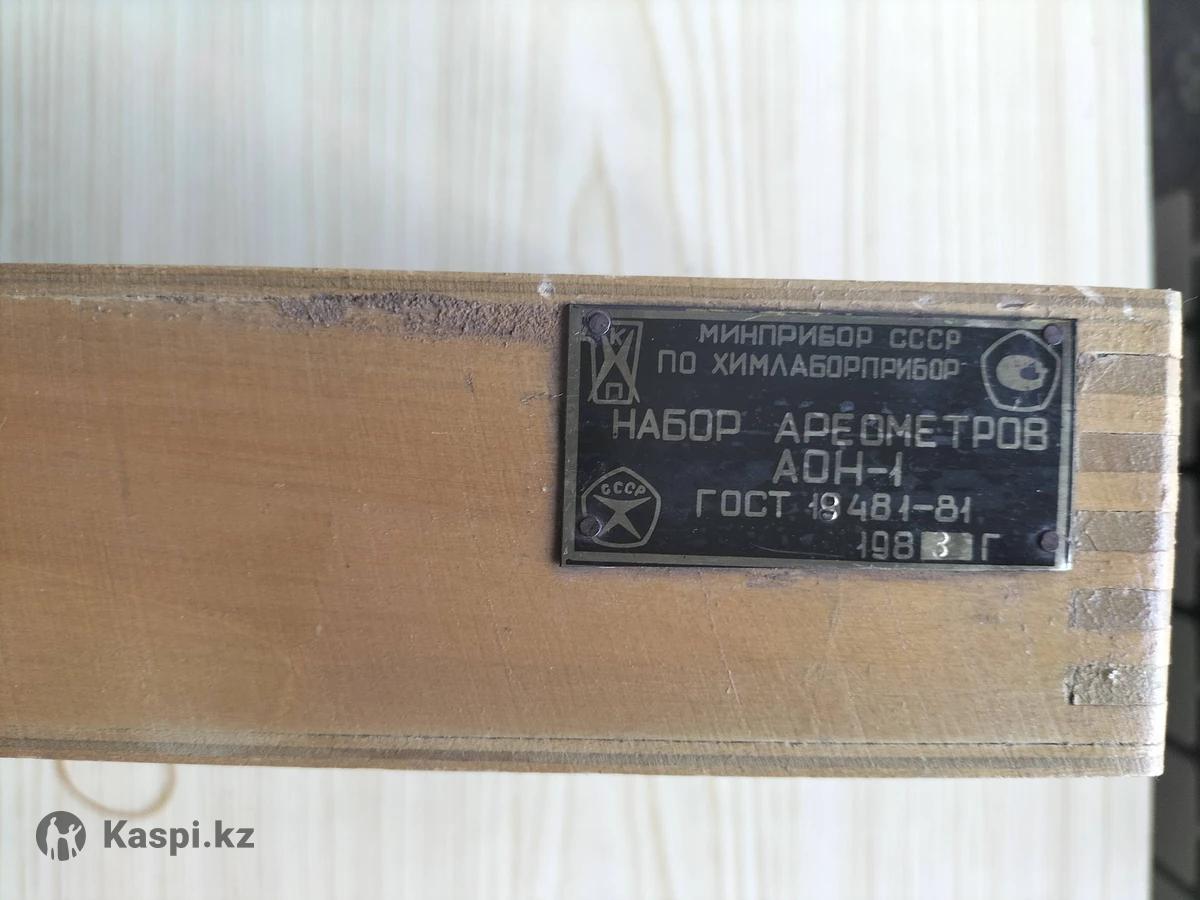 МИНПРИБОР СССР
ПО ХИМЛАБОРПРИБОР
К
П
НАБОР АРЕОМЕТРОВ
АОН-1
СССР
ГОСТ 18481-81
1983 Г
Kaspi.kz